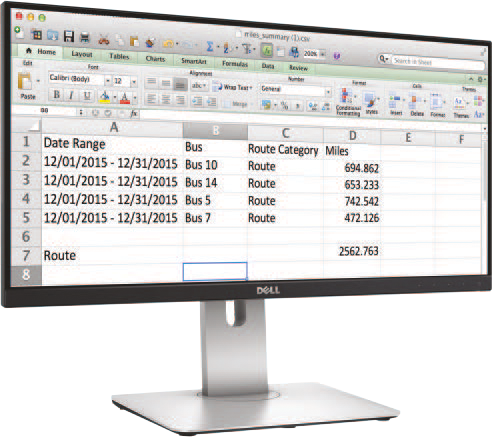 miles_summary (1).csv
200%
Search in Sheet
Home Layout Tables Charts SmartArt Formulas Data Review
Edit Font Alignment Number Format Cells Themes
Paste Calibri (Body) 12 abc Wrap Text General
B I U Merge % Conditional Formatting Styles Insert Delete Format Themes Aa
fx
A B C D E F
1 Date Range Bus Route Category Miles
2 12/01/2015 - 12/31/2015 Bus 10 Route 694.862
3 12/01/2015 - 12/31/2015 Bus 14 Route 653.233
4 12/01/2015 - 12/31/2015 Bus 5 Route 742.542
5 12/01/2015 - 12/31/2015 Bus 7 Route 472.126
6
7 Route 2562.763
8
DELL